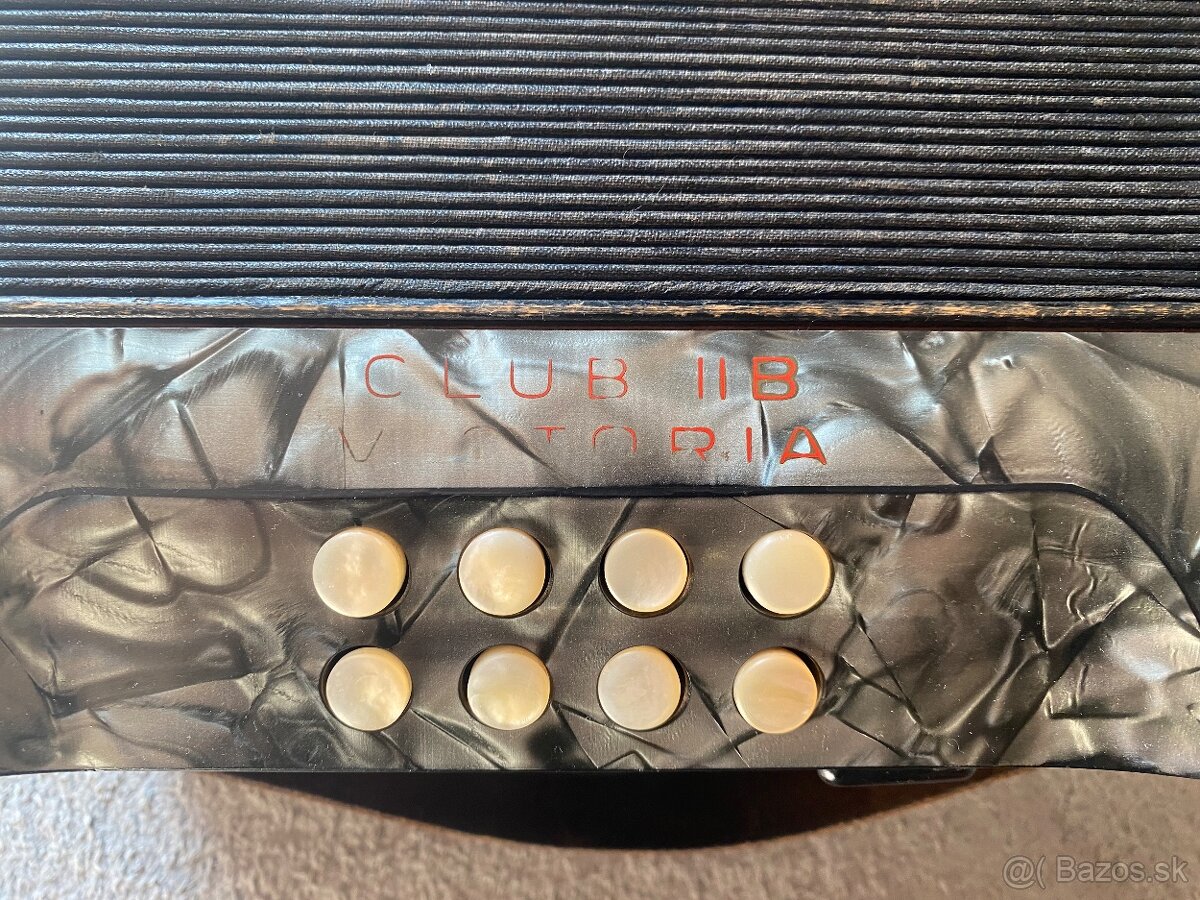 CLUB IIB
VICTORIA
@( Bazos.sk